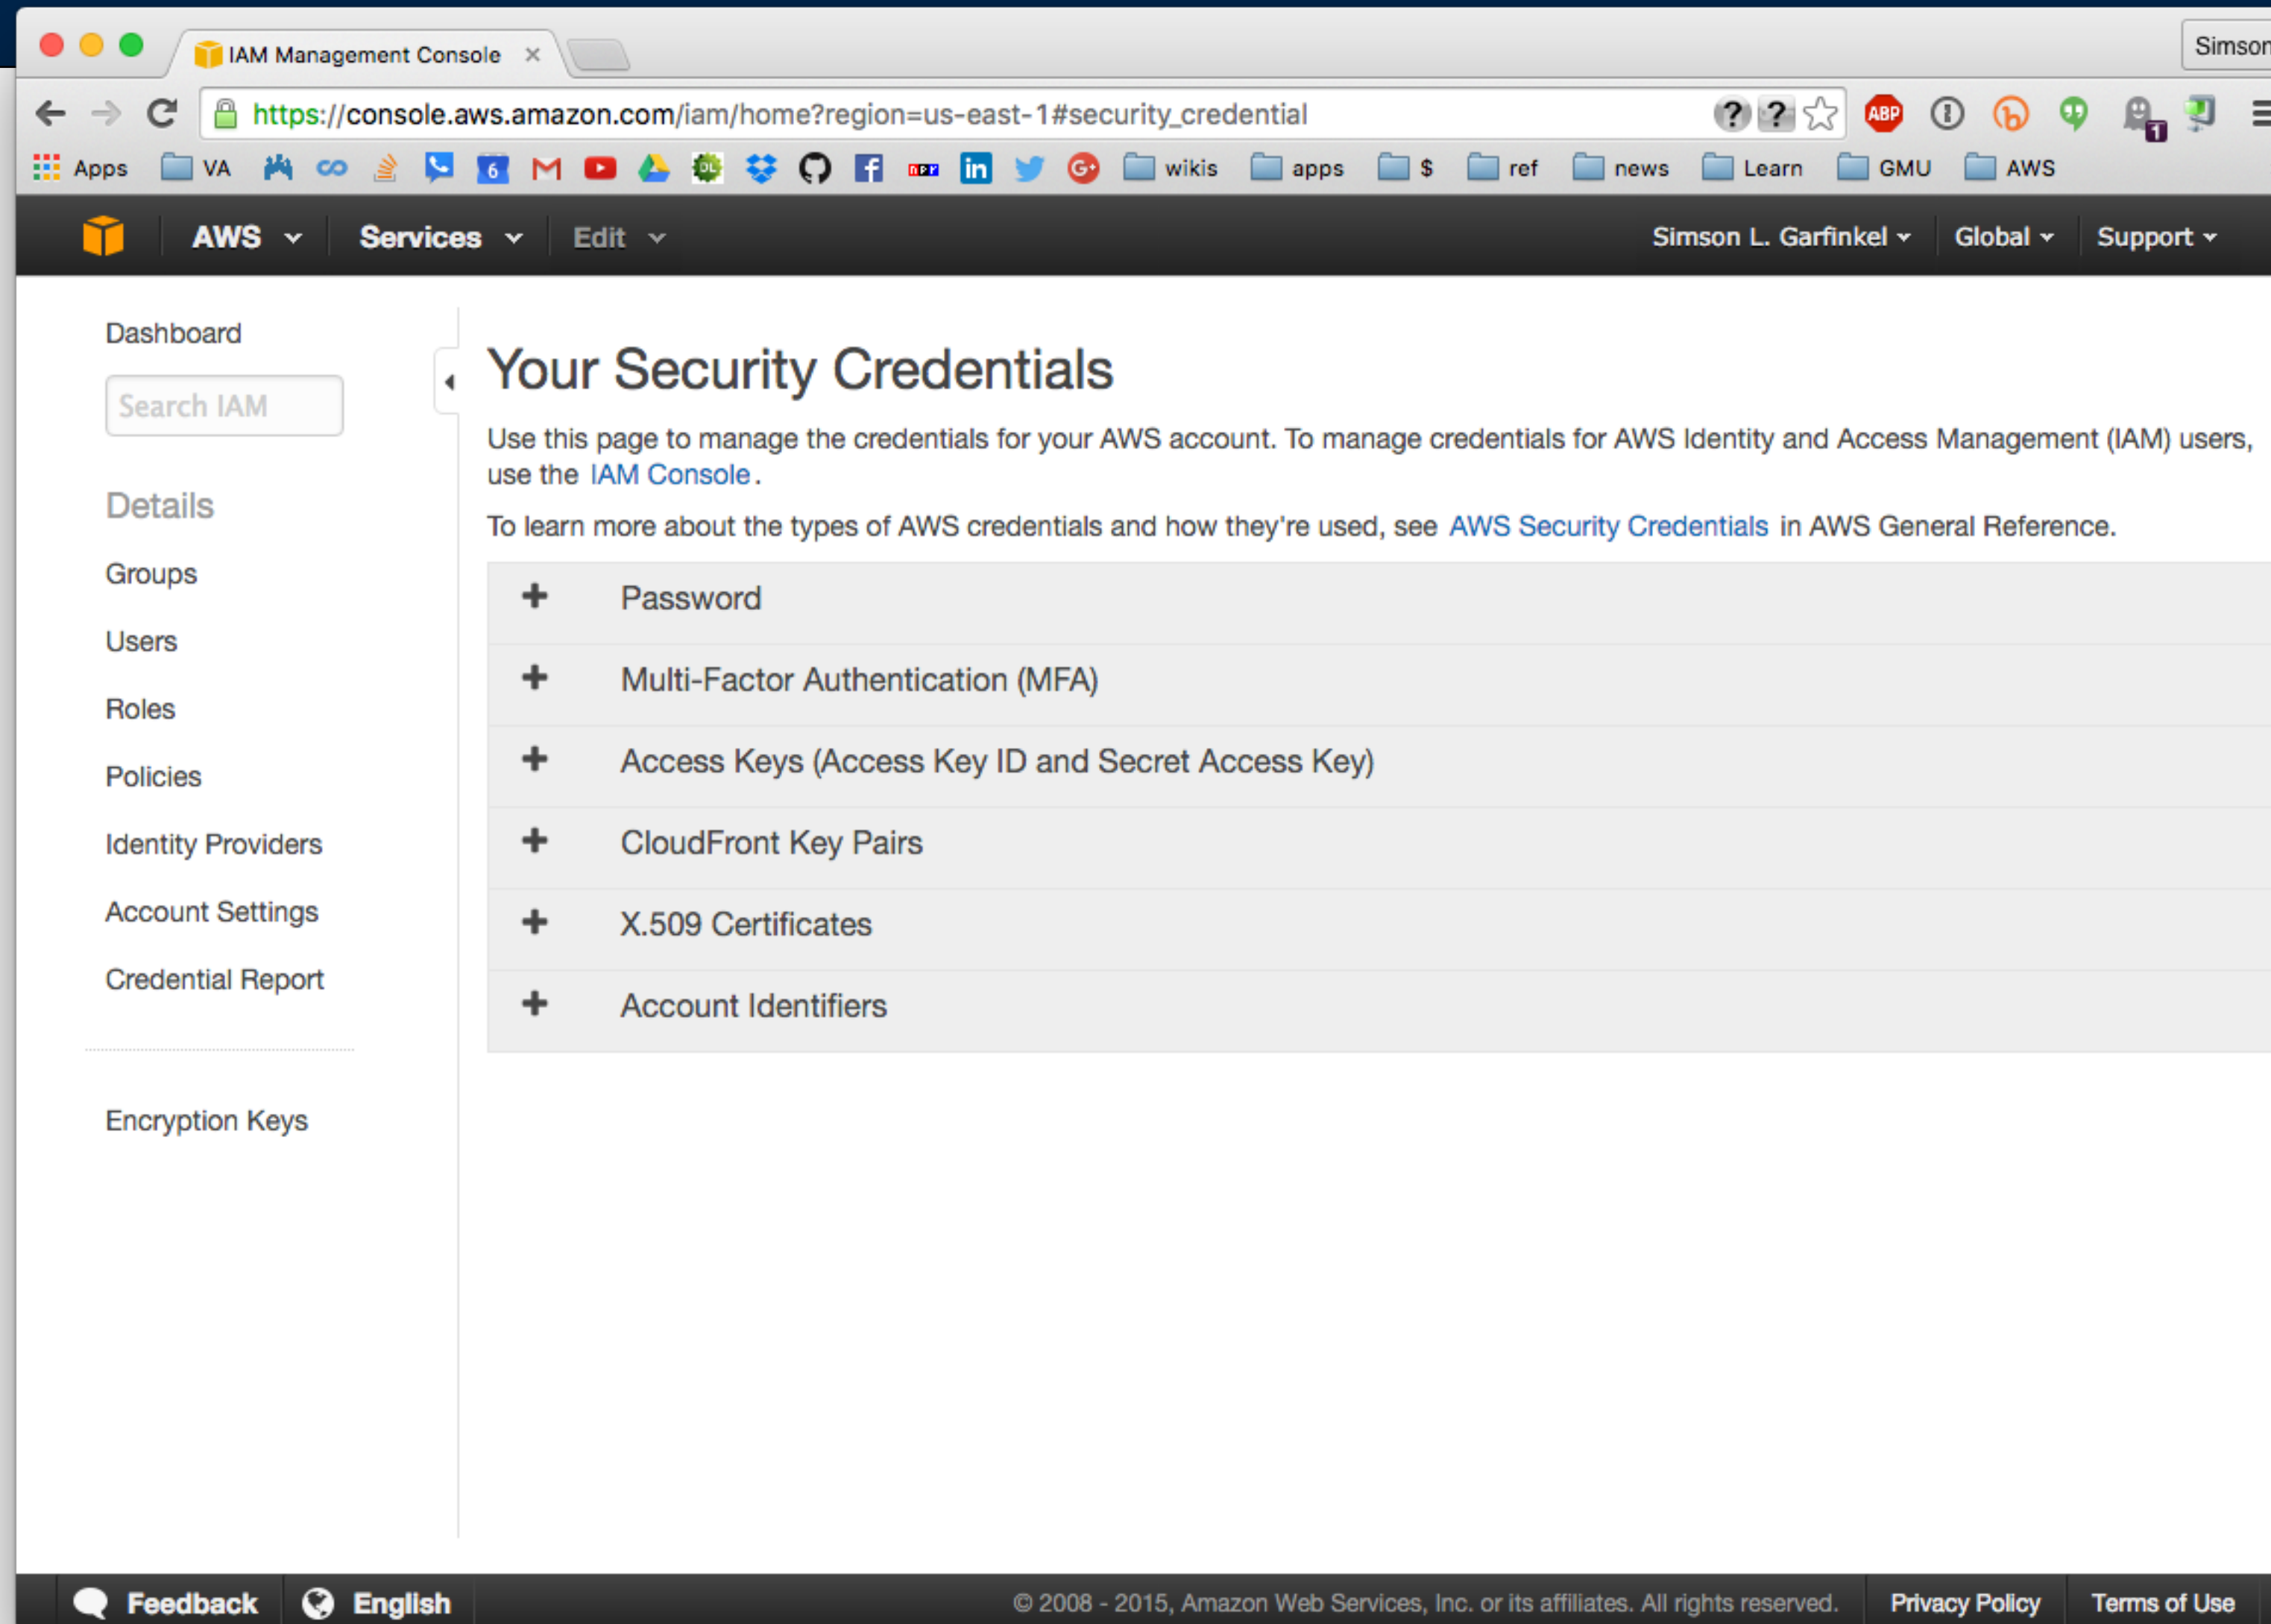 IAM Management Console
Simson
https://console.aws.amazon.com/iam/home?region=us-east-1#security_credential
ABP
1
Apps VA 6 DL npr in G+ wikis apps $ ref news Learn GMU AWS
AWS Services Edit Simson L. Garfinkel Global Support
Dashboard
Search IAM
Details
Groups
Users
Roles
Policies
Identity Providers
Account Settings
Credential Report
Encryption Keys
Your Security Credentials
Use this page to manage the credentials for your AWS account. To manage credentials for AWS Identity and Access Management (IAM) users,
use the IAM Console.
To learn more about the types of AWS credentials and how they're used, see AWS Security Credentials in AWS General Reference.
Password
Multi-Factor Authentication (MFA)
Access Keys (Access Key ID and Secret Access Key)
CloudFront Key Pairs
X.509 Certificates
Account Identifiers
Feedback English © 2008 - 2015, Amazon Web Services, Inc. or its affiliates. All rights reserved. Privacy Policy Terms of Use